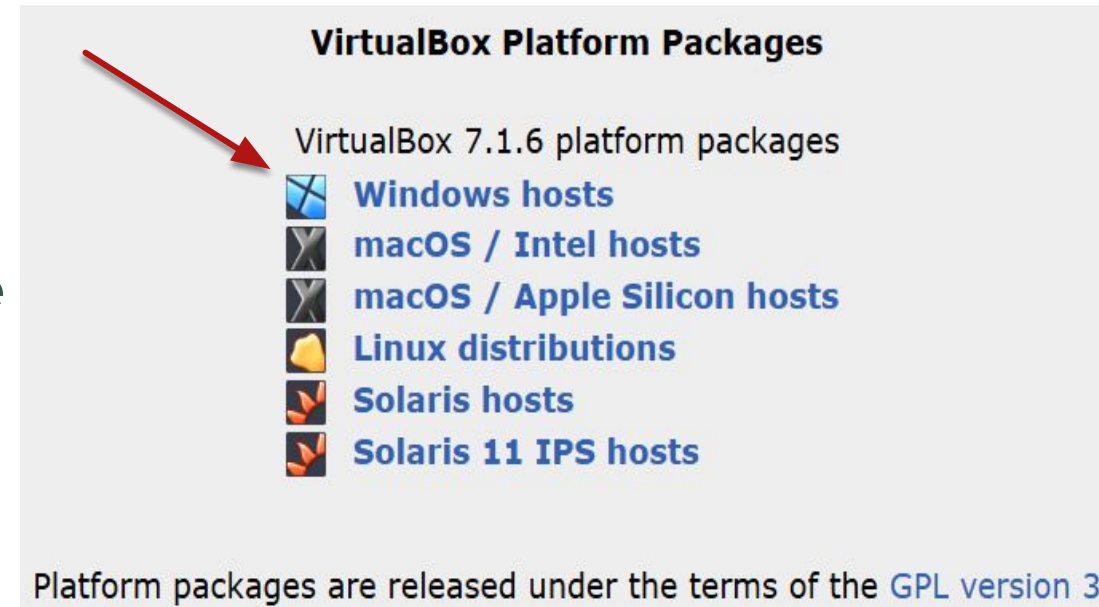 VirtualBox Platform Packages
VirtualBox 7.1.6 platform packages
Windows hosts
macOS / Intel hosts
macOS / Apple Silicon hosts
e
Linux distributions
Solaris hosts
Solaris 11 IPS hosts
Platform packages are released under the terms of the GPL version 3